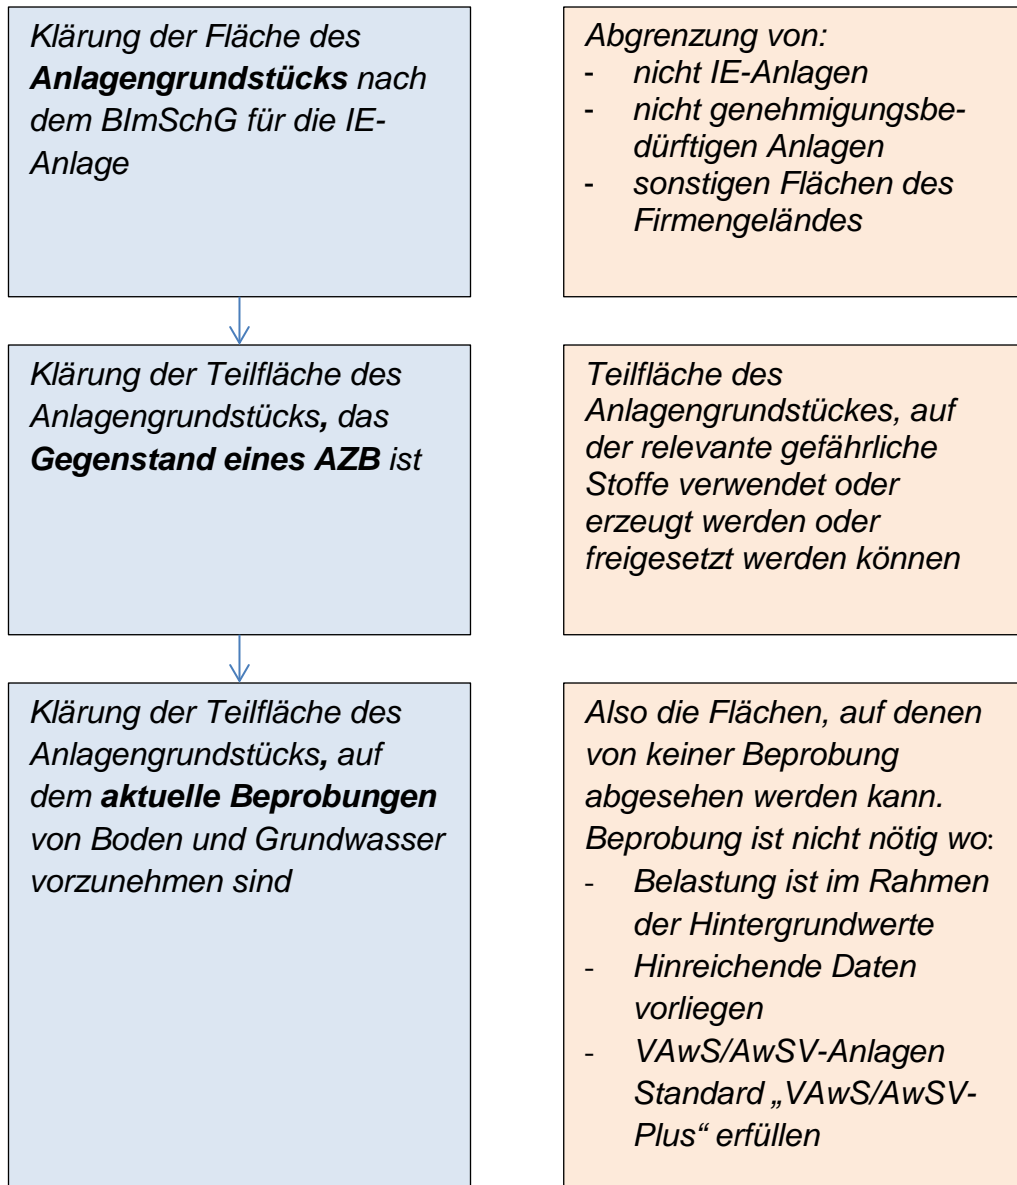 Klärung der Fläche des
Anlagengrundstücks nach
dem BImSchG für die IE-
Anlage
Abgrenzung von:
- nicht IE-Anlagen
- nicht genehmigungsbe-
dürftigen Anlagen
- sonstigen Flächen des
Firmengeländes
Klärung der Teilfläche des
Anlagengrundstücks, das
Gegenstand eines AZB ist
Teilfläche des
Anlagengrundstückes, auf
der relevante gefährliche
Stoffe verwendet oder
erzeugt werden oder
freigesetzt werden können
Klärung der Teilfläche des
Anlagengrundstücks, auf
dem aktuelle Beprobungen
von Boden und Grundwasser
vorzunehmen sind
Also die Flächen, auf denen
von keiner Beprobung
abgesehen werden kann.
Beprobung ist nicht nötig wo:
- Belastung ist im Rahmen
der Hintergrundwerte
- Hinreichende Daten
vorliegen
- VAwS/AwSV-Anlagen
Standard „VAwS/AwSV-
Plus“ erfüllen